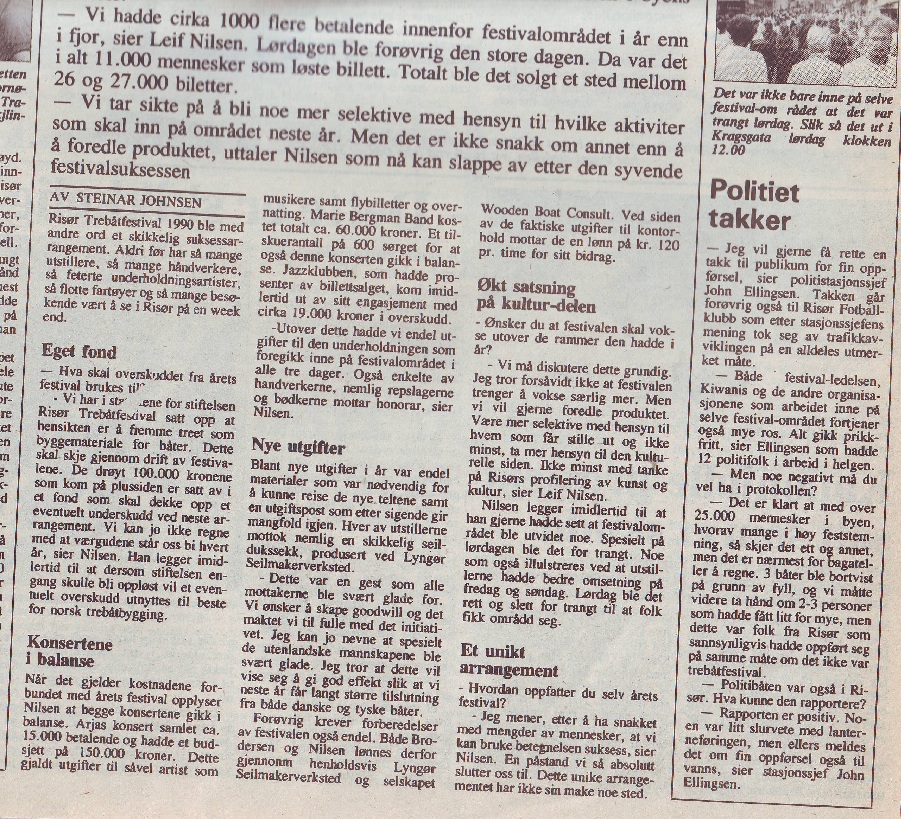 — Vi hadde cirka 1000 flere betalende innenfor festivalområdet i år enn
i fjor, sier Leif Nilsen. Lørdagen ble forøvrig den store dagen. Da var det
i alt 11.000 mennesker som løste billett. Totalt ble det solgt et sted mellom
26 og 27.000 biletter.
— Vi tar sikte på å bli noe mer selektive med hensyn til hvilke aktiviter
som skal inn på området neste år. Men det er ikke snakk om annet enn å
å foredle produktet, uttaler Nilsen som nå kan slappe av etter den syvende
festivalsuksessen
AV STEINAR JOHNSEN
Risør Trebåtfestival 1990 ble med
andre ord et skikkelig suksessar-
rangement. Aldri før har så mange
utstillere, så mange håndverkere,
så feterte underholdningsartister,
så flotte fartøyer og så mange besø-
kende vært å se i Risør på en week
end.
Eget fond
— Hva skal overskuddet fra årets
festival brukes til
- Vi har i ene for stiftelsen
Risør Trebåtfestival satt opp at
hensikten er å fremme treet som
byggemateriale for båter. Dette
skal skje gjennom drift av festiva-
lene. De drøyt 100.000 kronene
som kom på plussiden er satt av i
et fond som skal dekke opp et
eventuelt underskudd ved neste ar-
rangement. Vi kan jo ikke regne
med at værgudene står oss bi hvert
år, sier Nilsen. Han legger imid-
lertid til at dersom stiftelsen en-
gang skulle bli oppløst vil et even-
tuelt overskudd utnyttes til beste
for norsk trebåtbygging.
Konsertene
i balanse
Når det gjelder kostnadene for-
bundet med årets festival opplyser
Nilsen at begge konsertene gikk i
balanse. Arjas konsert samlet ca.
15.000 betalende og hadde et bud-
sjett på 150.000 kroner. Dette
gjaldt utgifter til såvel artist som
musikere samt flybilletter og over-
natting. Marie Bergman Band kos-
tet totalt ca. 60.000 kroner. Et til-
skuerantall på 600 sørget for at
også denne konserten gikk i balan-
se. Jazzklubben, som hadde pro-
senter av billettsalget, kom imid-
lertid ut av sitt engasjement med
cirka 19.000 kroner i overskudd.
-Utover dette hadde vi endel ut-
gifter til den underholdningen som
foregikk inne på festivalområdet i
alle tre dager. Også enkelte av
handverkerne, nemlig repslagerne
og bødkerne mottar honorar, sier
Nilsen.
Nye utgifter
Blant nye utgifter i år var endel
materialer som var nødvendig for
å kunne reise de nye teltene samt
en utgiftspost som etter sigende gir
mangfold igjen. Hver av utstillerne
mottok nemlig en skikkelig seil-
dukssekk, produsert ved Lyngør
Seilmakerverksted.
- Dette var en gest som alle
mottakerne ble svært glade for.
Vi ønsker å skape goodwill og det
maktet vi til fulle med det initiati-
vet. Jeg kan jo nevne at spesielt
de utenlandske mannskapene ble
svært glade. Jeg tror at dette vil
vise seg å gi god effekt slik at vi
neste år får langt større tilslutning
fra både danske og tyske båter.
Forøvrig krever forberedelser
av festivalen også endel. Både Bro-
dersen og Nilsen lønnes derfor
gjennonm henholdsvis Lyngør
Seilmakerverksted og selskapet
Wooden Boat Consult. Ved siden
av de faktiske utgifter til kontor-
hold mottar de en lønn på kr. 120
pr. time for sitt bidrag.
Økt satsning
på kultur-delen
- Ønsker du at festivalen skal vok-
se utover de rammer den hadde i
år?
- Vi må diskutere dette grundig.
Jeg tror forsåvidt ikke at festivalen
trenger å vokse særlig mer. Men
vi vil gjerne foredle produktet.
Være mer selektive med hensyn til
hvem som får stille ut og ikke
minst, ta mer hensyn til den kultu-
relle siden. Ikke minst med tanke
på Risørs profilering av kunst og
kultur, sier Leif Nilsen.
Nilsen legger imidlertid til at
han gjerne hadde sett at festivalom-
rådet ble utvidet noe. Spesielt på
lørdagen ble det for trangt. Noe
som også illulstreres ved at utstil-
lerne hadde bedre omsetning på
fredag og søndag. Lørdag ble det
rett og slett for trangt til at folk
fikk områdd seg.
Et unikt
arrangement
- Hvordan oppfatter du selv årets
festival?
- Jeg mener, etter å ha snakket
med mengder av mennesker, at vi
kan bruke betegnelsen suksess, sier
Nilsen. En påstand vi så absolutt
slutter oss til. Dette unike arrange-
mentet har ikke sin make noe sted.
Det var ikke bare inne på selve
festival-om rådet at det var
trangt lørdag. Slik så det ut i
Kragsgata lørdag klokken
12.00
Politiet
takker
— Jeg vil gjerne få rette en
takk til publikum for fin opp-
førsel, sier politistasjonssjef
John Ellingsen. Takken går
forøvrig også til Risør Fotball-
klubb som etter stasjonssjefens
mening tok seg av trafikkav-
viklingen på en alldeles utmer-
ket måte.
— Både festival-ledelsen,
Kiwanis og de andre organisa-
sjonene som arbeidet inne på
selve festival-området fortjener
også mye ros. Alt gikk prikk-
fritt, sier Ellingsen som hadde
12 politifolk i arbeid i helgen.
— Men noe negativt må du
vel ha i protokollen?
— Det er klart at med over
25.000 mennesker i byen,
hvorav mange i høy feststem-
ning, så skjer det ett og annet,
men det er nærmest for bagatel-
ler å regne. 3 båter ble bortvist
på grunn av fyll, og vi måtte
videre ta hånd om 2-3 personer
som hadde fått litt for mye, men
dette var folk fra Risør som
sannsynligvis hadde oppført seg
på samme måte om det ikke var
trebåtfestival.
— Politibåten var også i Ri-
sør. Hva kunne den rapportere?
— Rapporten er positiv. No-
en var litt slurvete med lanter-
neføringen, men ellers meldes
det om fin oppførsel også til
vanns, sier stasjonssjef John
Ellingsen.